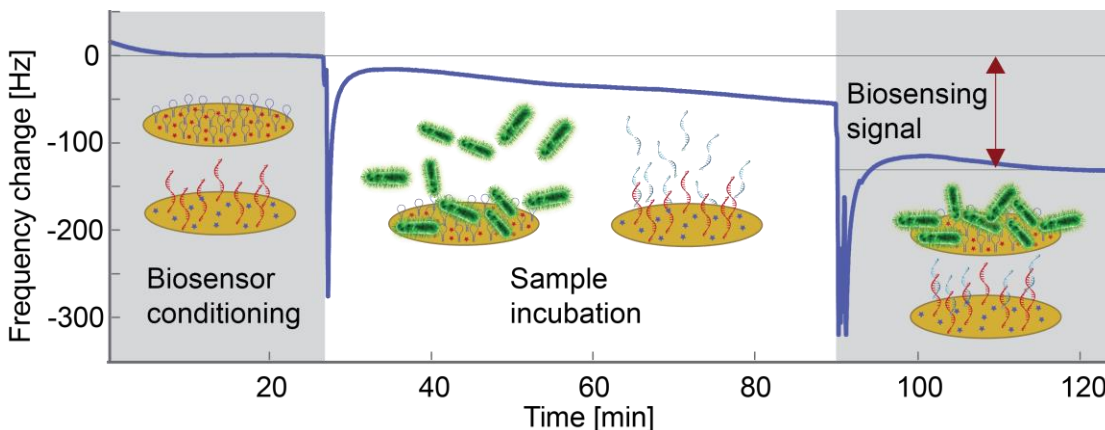 Frequency change [Hz]
0
-100
-200
-300
Biosensor
conditioning
Sample
incubation
Biosensing
signal
20
40
60
80
100
120
Time [min]